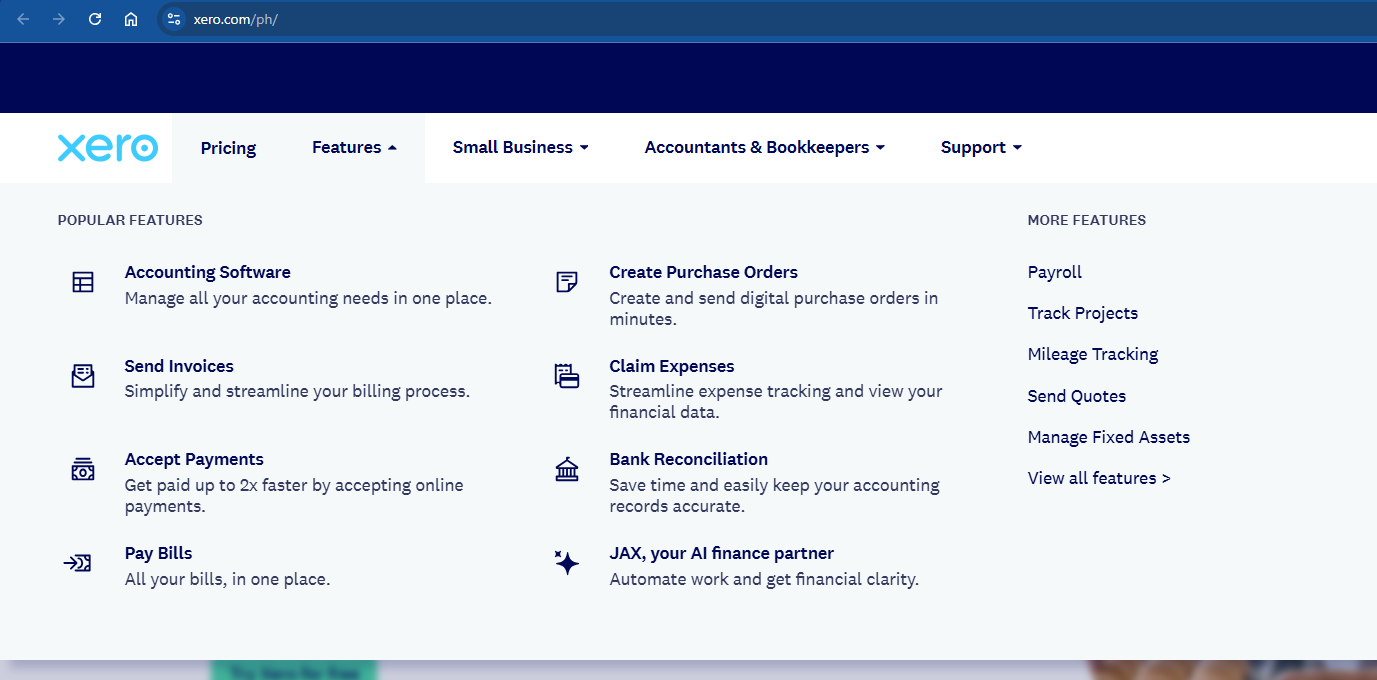 xero.com/ph/
xero
Pricing
Features
Small Business
Accountants & Bookkeepers
Support
POPULAR FEATURES
Accounting Software
Manage all your accounting needs in one place.
Send Invoices
Simplify and streamline your billing process.
Accept Payments
Get paid up to 2x faster by accepting online
payments.
Pay Bills
All your bills, in one place.
Create Purchase Orders
Create and send digital purchase orders in
minutes.
Claim Expenses
Streamline expense tracking and view your
financial data.
Bank Reconciliation
Save time and easily keep your accounting
records accurate.
JAX, your AI finance partner
Automate work and get financial clarity.
MORE FEATURES
Payroll
Track Projects
Mileage Tracking
Send Quotes
Manage Fixed Assets
View all features >